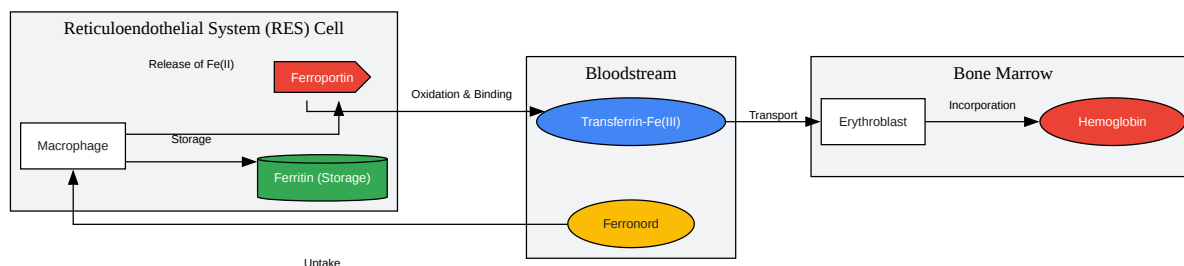 Reticuloendothelial System (RES) Cell
Release of Fe(II)
Ferroportin
Macrophage
Storage
Ferritin (Storage)
Uptake
Oxidation & Binding
Bloodstream
Transferrin-Fe(III)
Ferronord
Transport
Bone Marrow
Erythroblast
Incorporation
Hemoglobin